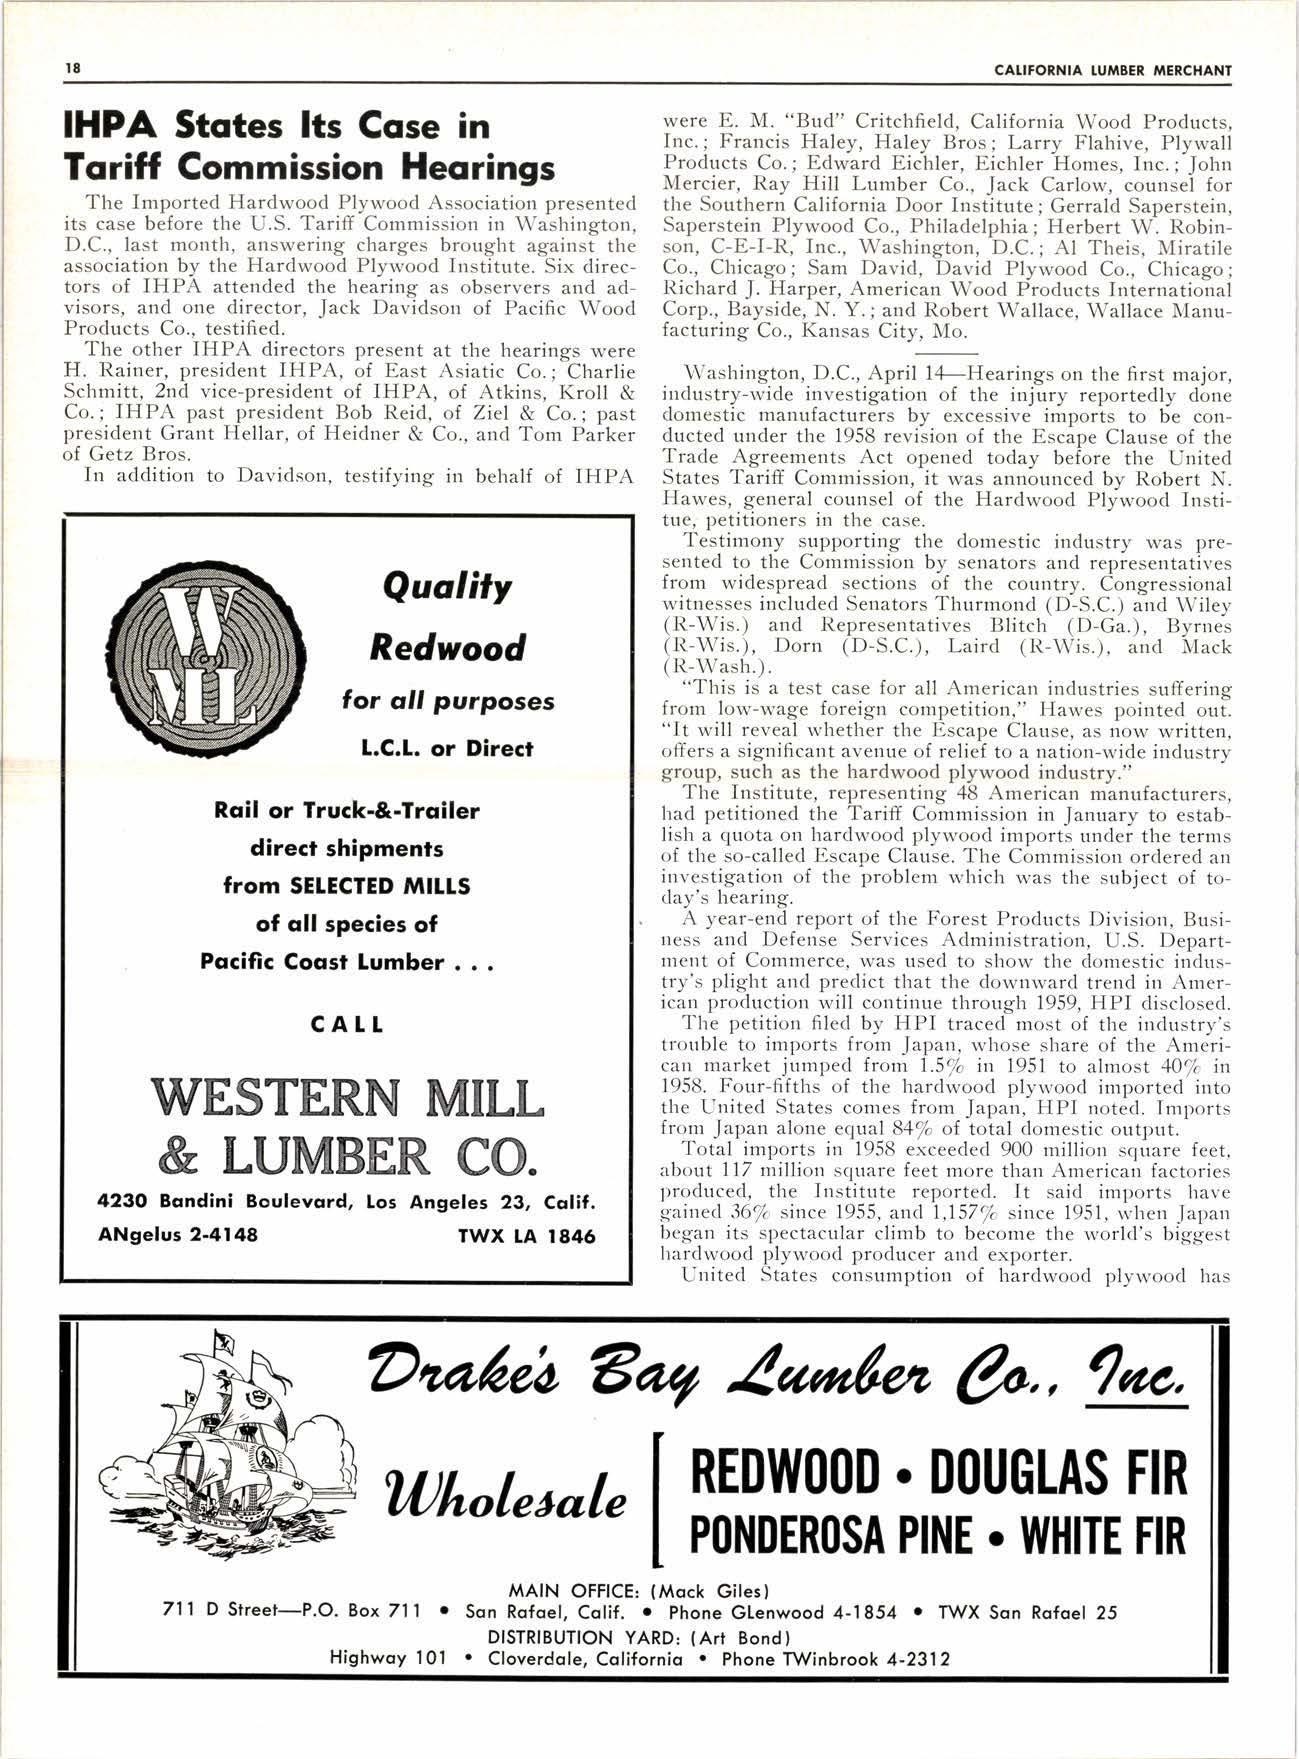 18
CALIFORNIA LUMBER MERCHANT
IHPA States Its Case in
Tariff Commission Hearings
The Imported Hardwood Plywood Association presented
its case before the U.S. Tariff Commission in Washington,
D.C., last month, answering charges brought against the
association by the Hardwood Plywood Institute. Six direc-
tors of IHPA attended the hearing as observers and ad-
visors, and one director, Jack Davidson of Pacific Wood
Products Co., testified.
The other IHPA directors present at the hearings were
H. Rainer, president IHPA, of East Asiatic Co.; Charlie
Schmitt, 2nd vice-president of IHPA, of Atkins, Kroll &
Co.; IHPA past president Bob Reid, of Ziel & Co.; past
president Grant Hellar, of Heidner & Co., and Tom Parker
of Getz Bros.
In addition to Davidson, testifying in behalf of IHPA
were E. M. "Bud" Critchfield, California Wood Products,
Inc.; Francis Haley, Haley Bros; Larry Flahive, Plywall
Products Co.; Edward Eichler, Eichler Homes, Inc.; John
Mercier, Ray Hill Lumber Co., Jack Carlow, counsel for
the Southern California Door Institute; Gerrald Saperstein,
Saperstein Plywood Co., Philadelphia; Herbert W. Robin-
son, C-E-I-R, Inc., Washington, D.C.; Al Theis, Miratile
Co., Chicago; Sam David, David Plywood Co., Chicago;
Richard J. Harper, American Wood Products International
Corp., Bayside, N. Y.; and Robert Wallace, Wallace Manu-
facturing Co., Kansas City, Mo.
Washington, D.C., April 14—Hearings on the first major,
industry-wide investigation of the injury reportedly done
domestic manufacturers by excessive imports to be con-
ducted under the 1958 revision of the Escape Clause of the
Trade Agreements Act opened today before the United
States Tariff Commission, it was announced by Robert N.
Hawes, general counsel of the Hardwood Plywood Insti-
tue, petitioners in the case.
Testimony supporting the domestic industry was pre-
sented to the Commission by senators and representatives
from widespread sections of the country. Congressional
witnesses included Senators Thurmond (D-S.C.) and Wiley
(R-Wis.) and Representatives Blitch (D-Ga.), Byrnes
(R-Wis.), Dorn (D-S.C.), Laird (R-Wis.), and Mack
(R-Wash.).
"This is a test case for all American industries suffering
from low-wage foreign competition," Hawes pointed out.
"It will reveal whether the Escape Clause, as now written,
offers a significant avenue of relief to a nation-wide industry
group, such as the hardwood plywood industry."
The Institute, representing 48 American manufacturers,
had petitioned the Tariff Commission in January to estab-
lish a quota on hardwood plywood imports under the terms
of the so-called Escape Clause. The Commission ordered an
investigation of the problem which was the subject of to-
day's hearing.
A year-end report of the Forest Products Division, Busi-
ness and Defense Services Administration, U.S. Depart-
ment of Commerce, was used to show the domestic indus-
try's plight and predict that the downward trend in Amer-
ican production will continue through 1959, HPI disclosed.
The petition filed by HPI traced most of the industry's
trouble to imports from Japan, whose share of the Ameri-
can market jumped from 1.5% in 1951 to almost 40% in
1958. Four-fifths of the hardwood plywood imported into
the United States comes from Japan, HPI noted. Imports
from Japan alone equal 84% of total domestic output.
Total imports in 1958 exceeded 900 million square feet,
about 117 million square feet more than American factories
produced, the Institute reported. It said imports have
gained 36% since 1955, and 1,157% since 1951, when Japan
began its spectacular climb to become the world's biggest
hardwood plywood producer and exporter.
United States consumption of hardwood plywood has
W
ML
Quality
Redwood
for all purposes
L.C.L. or Direct
Rail or Truck-&-Trailer
direct shipments
from SELECTED MILLS
of all species of
Pacific Coast Lumber . . .
CALL
WESTERN MILL
& LUMBER CO.
4230 Bandini Boulevard, Los Angeles 23, Calif.
ANgelus 2-4148 TWX LA 1846
Drake's Bay Lumber Co., Inc.
Wholesale
REDWOOD • DOUGLAS FIR
PONDEROSA PINE • WHITE FIR
MAIN OFFICE: (Mack Giles)
711 D Street—P.O. Box 711 • San Rafael, Calif. • Phone GLenwood 4-1854 • TWX San Rafael 25
DISTRIBUTION YARD: (Art Bond)
Highway 101 • Cloverdale, California • Phone TWinbrook 4-2312